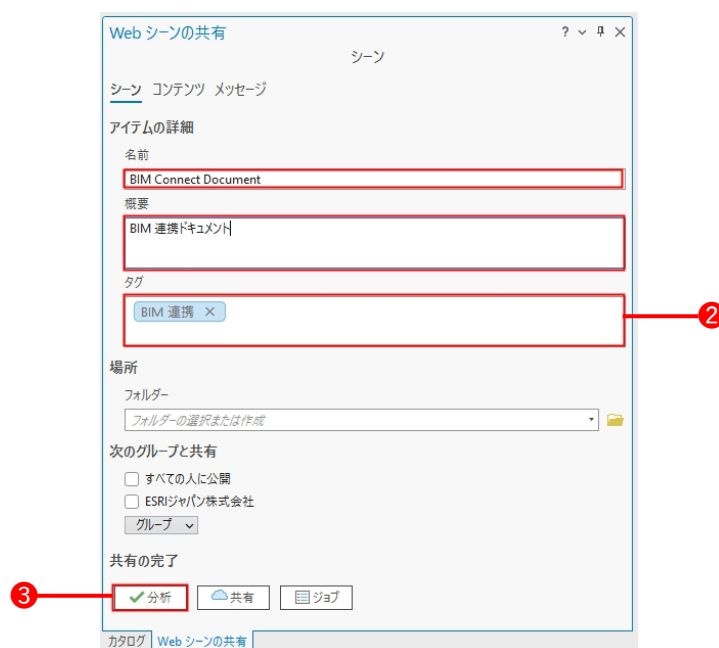 Web シーンの共有
シーン
シーン コンテンツ メッセージ
アイテムの詳細
名前
BIM Connect Document
概要
BIM 連携ドキュメント
タグ
BIM 連携 ×
2
場所
フォルダー
フォルダーの選択または作成
次のグループと共有
すべての人に公開
ESRIジャパン株式会社
グループ
共有の完了
3
分析 共有 ジョブ
カタログ Web シーンの共有